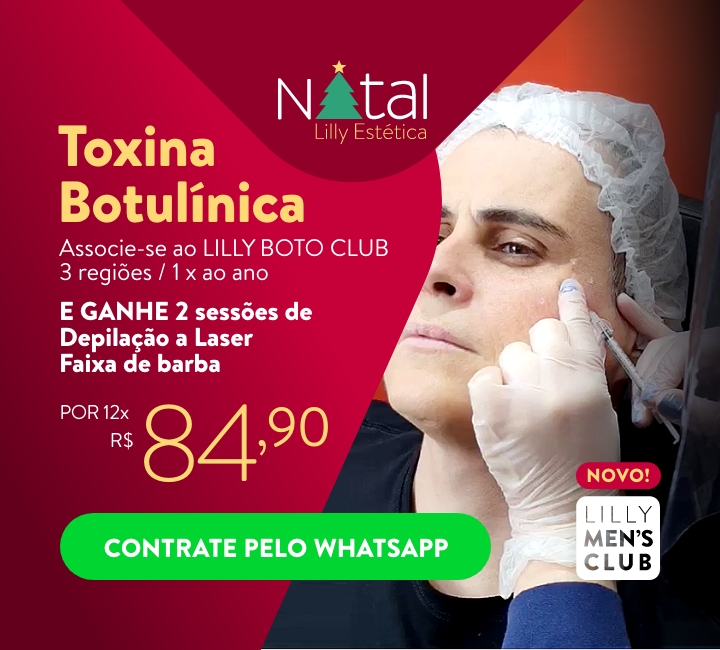 Natal
Lilly Estética
Toxina
Botulínica
Associe-se ao LILLY BOTO CLUB
3 regiões / 1 x ao ano
E GANHE 2 sessões de
Depilação a Laser
Faixa de barba
POR 12x
R$ 84,90
CONTRATE PELO WHATSAPP
NOVO!
LILLY
MEN'S
CLUB